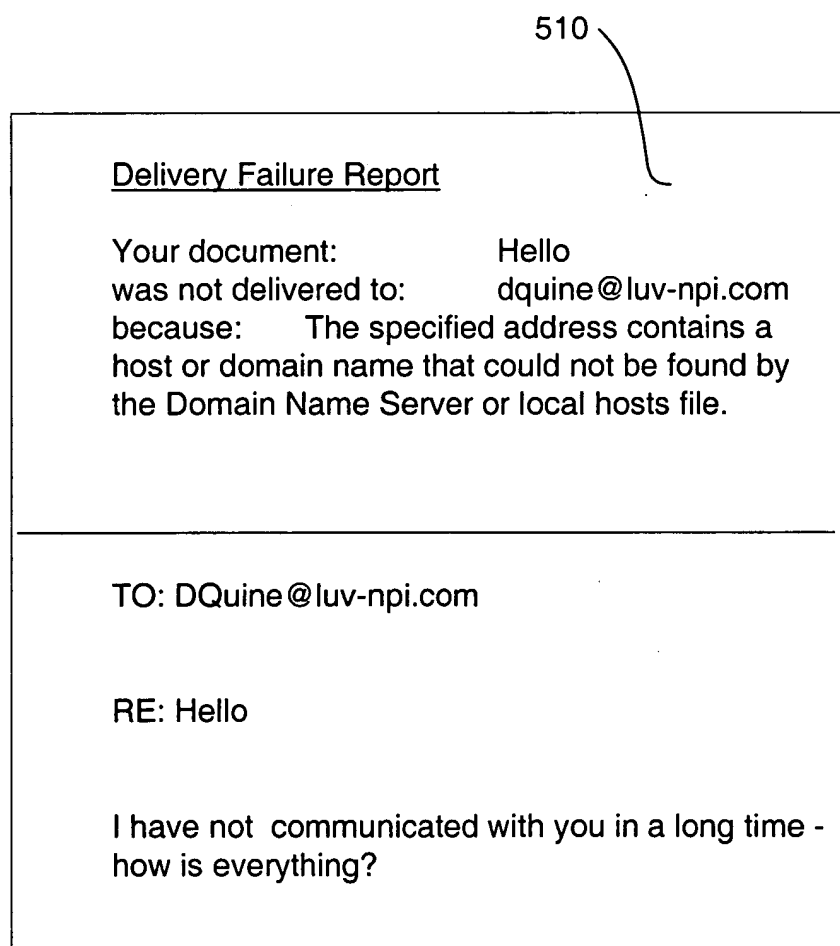 510
Delivery Failure Report
Your document: Hello
was not delivered to: dquine@luv-npi.com
because: The specified address contains a
host or domain name that could not be found by
the Domain Name Server or local hosts file.
TO: DQuine@luv-npi.com
RE: Hello
I have not communicated with you in a long time -
how is everything?